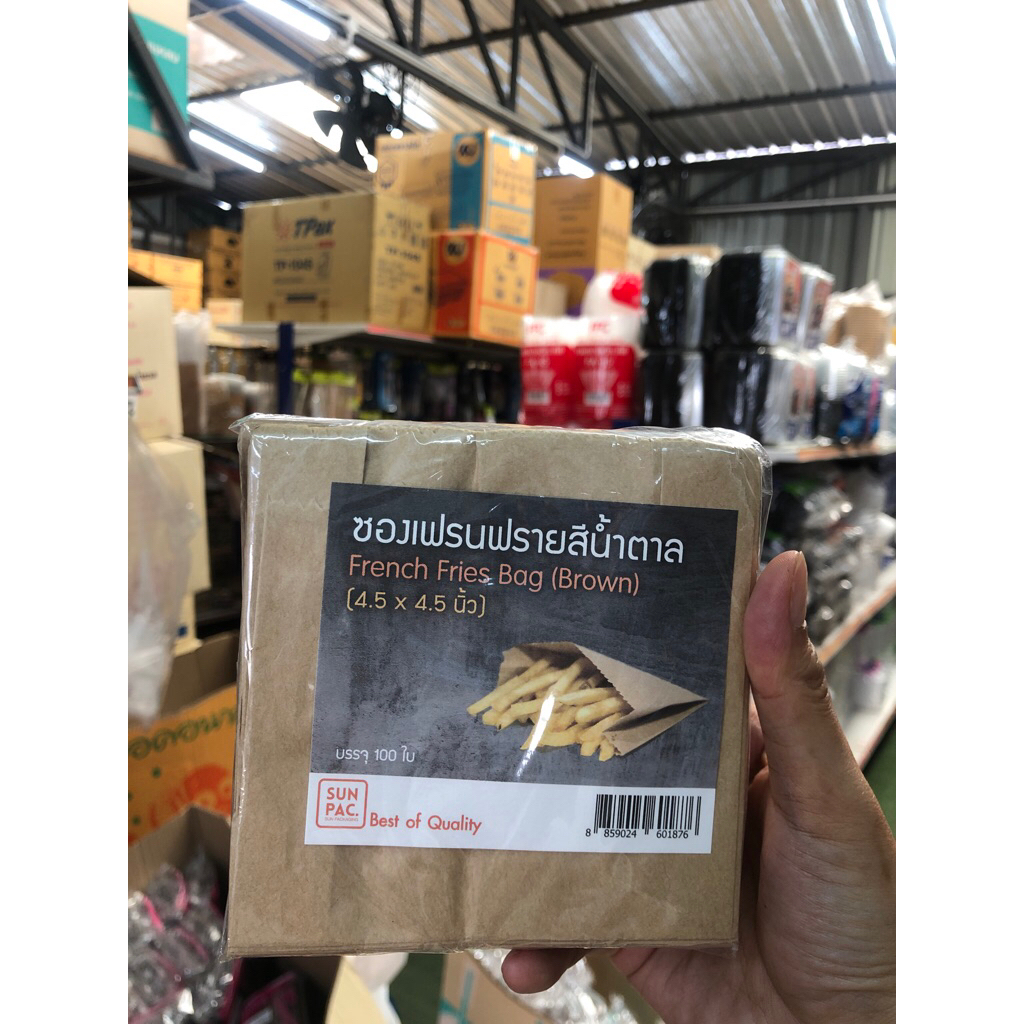 TPak
ซองเฟรนฟรายสีน้ำตาล
French Fries Bag (Brown)
(4.5 x 4.5 นิ้ว)
บรรจุ 100 ใบ
SUN
PAC.
Best of Quality
8 859024 601876